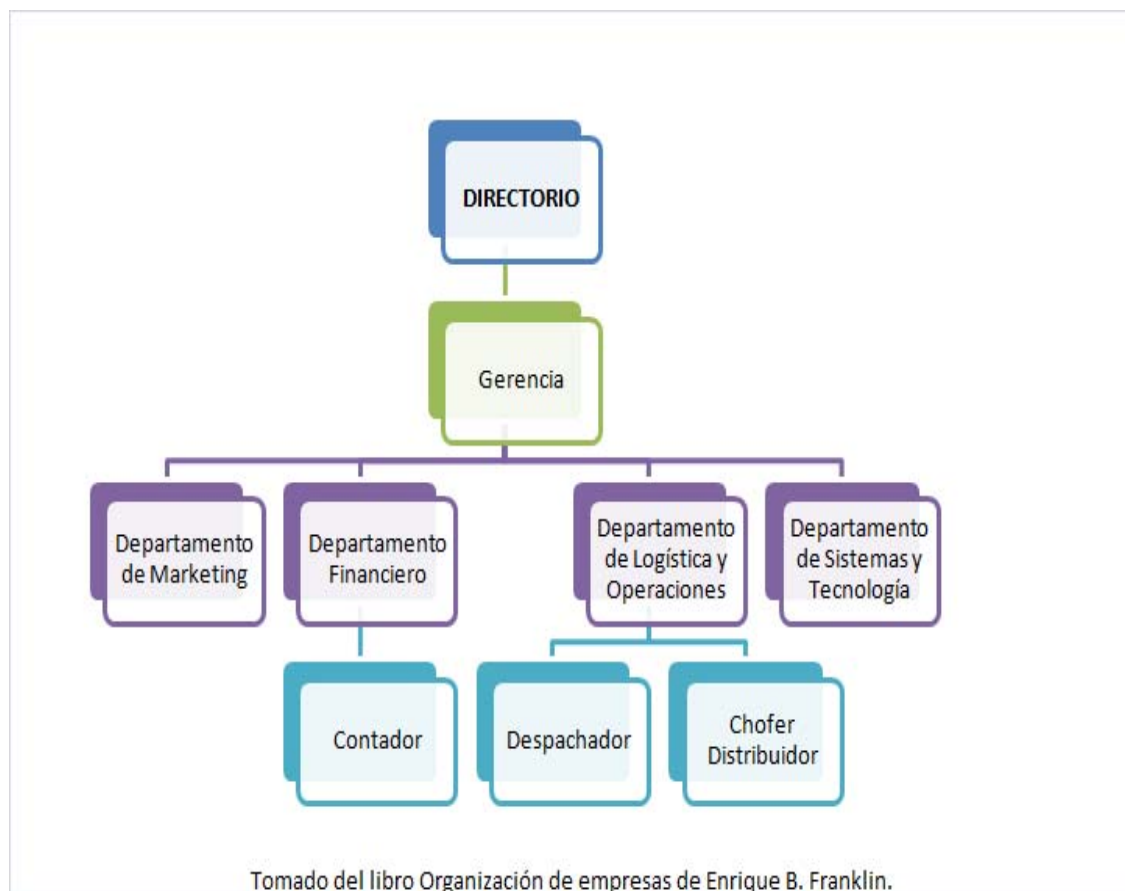 DIRECTORIO
Gerencia
Departamento
de Marketing
Departamento
Financiero
Departamento
de Logística y
Operaciones
Departamento
de Sistemas y
Tecnología
Contador
Despachador
Chofer
Distribuidor
Tomado del libro Organización de empresas de Enrique B. Franklin.